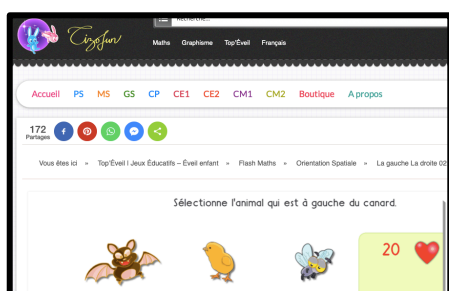 Tizofun
Recherche...
Maths Graphisme Top'Éveil Français
Accueil PS MS GS CP CE1 CE2 CM1 CM2 Boutique A propos
172
Partages
Vous êtes ici » Top'Éveil I Jeux Éducatifs – Éveil enfant » Flash Maths » Orientation Spatiale » La gauche La droite 02
Sélectionne l'animal qui est à gauche du canard.
20